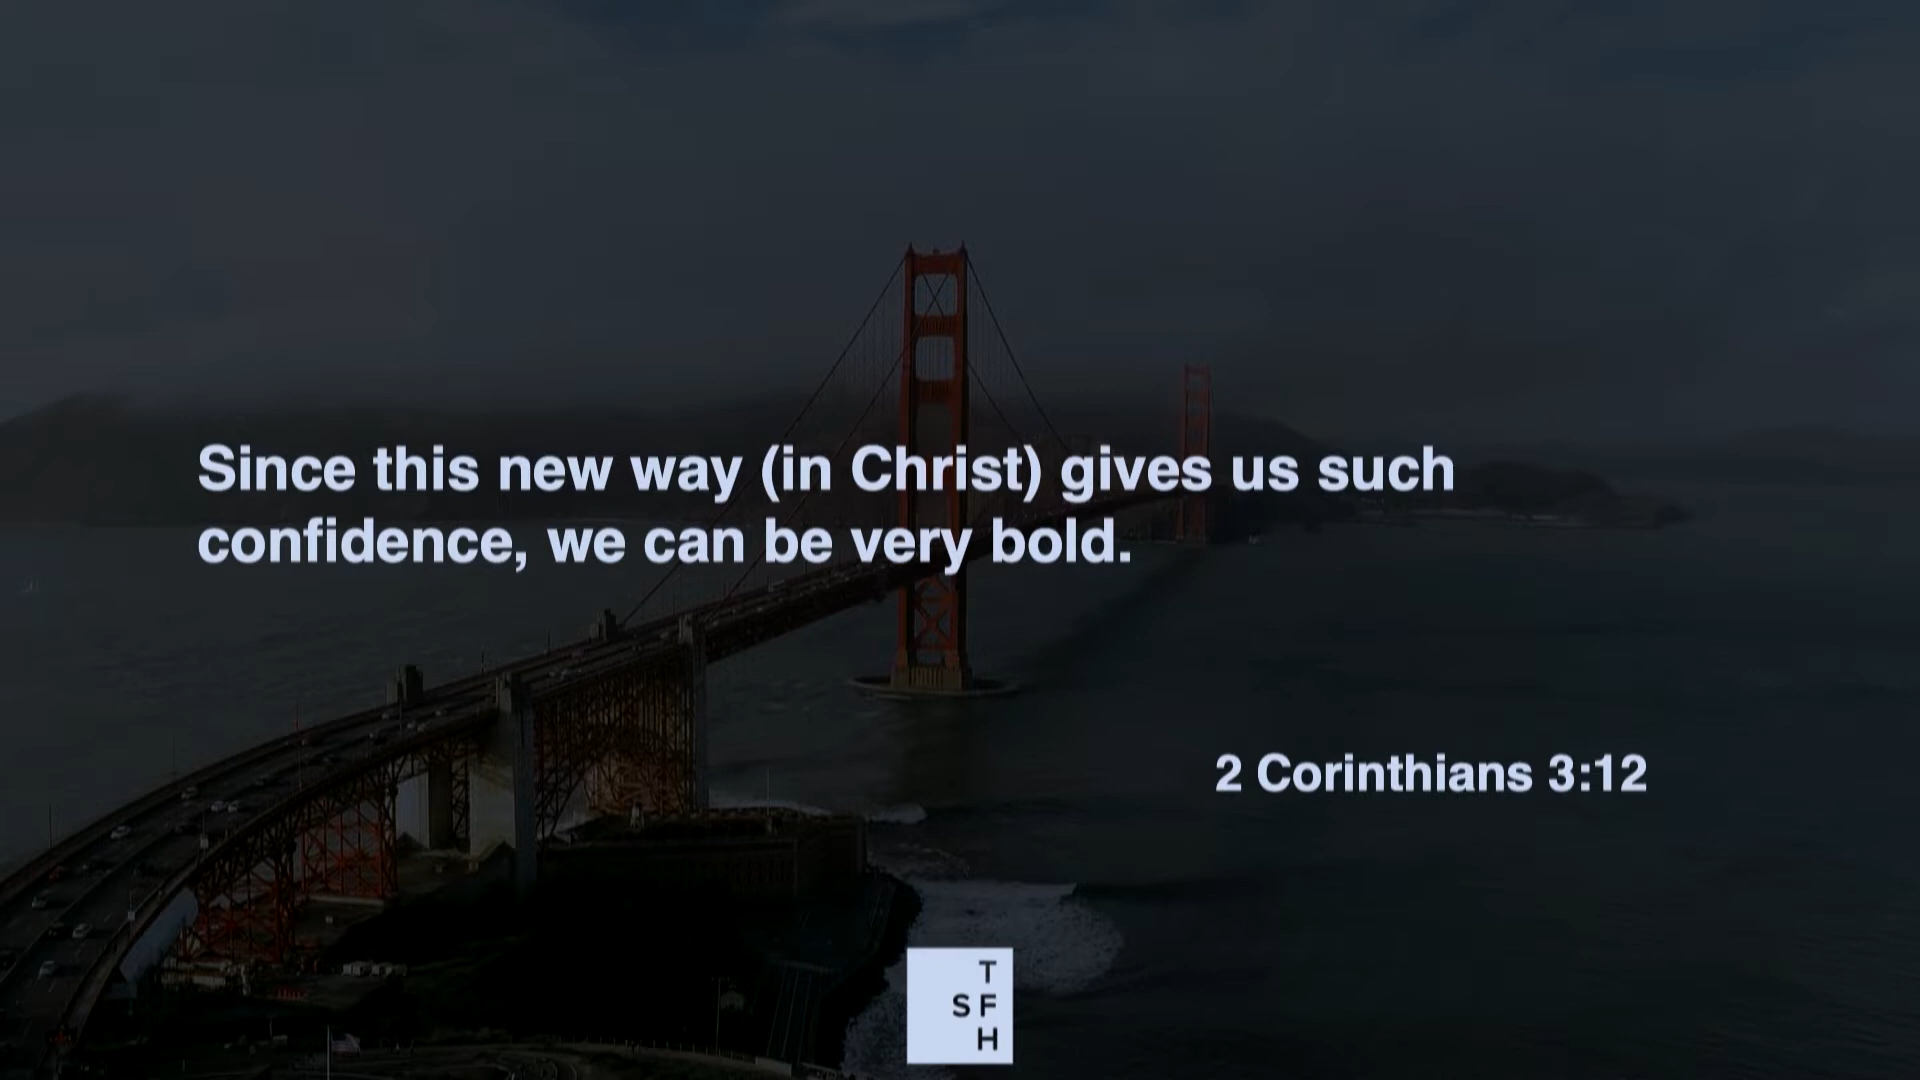 Since this new way (in Christ) gives us such
confidence, we can be very bold.
2 Corinthians 3:12
T
SF
H